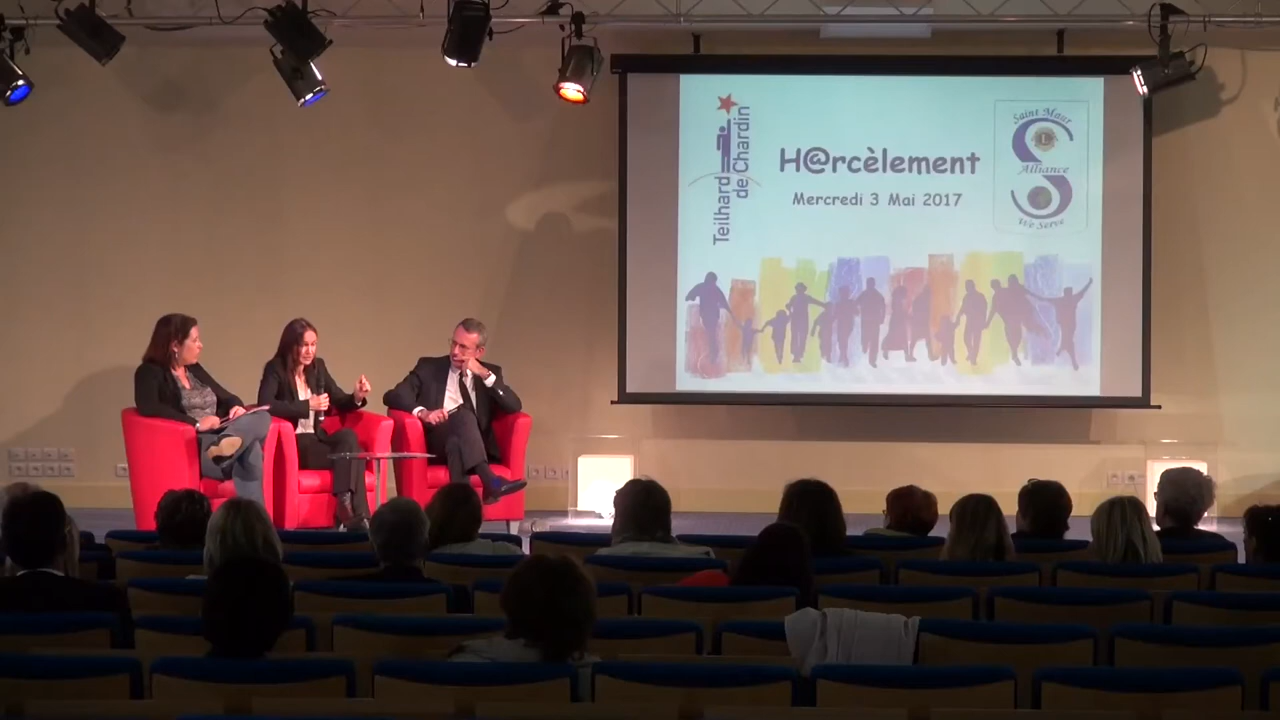 Teilhard
de Chardin
H@rcèlement
Mercredi 3 Mai 2017
Saint Maur
L
Alliance
We Serve